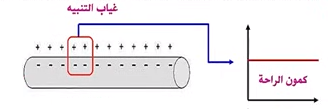 غياب التنبيه
+ + + + + + + + + + +
كمون الراحة
- - - - - - - - - - -